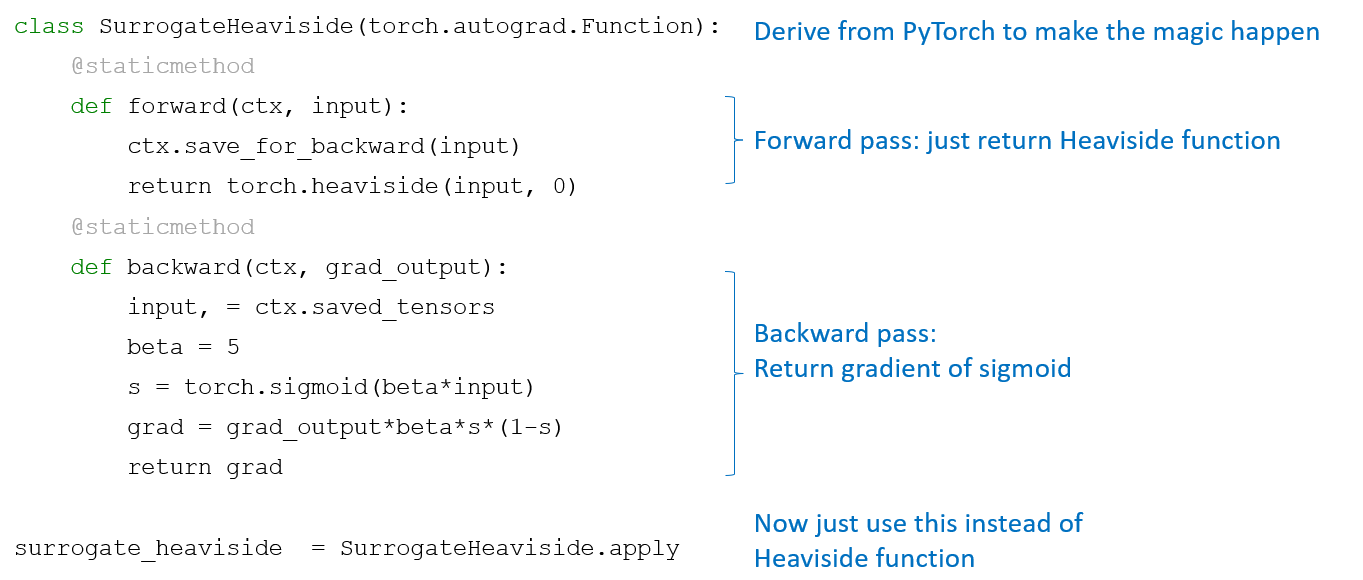 class SurrogateHeaviside(torch.autograd.Function):
Derive from PyTorch to make the magic happen
    @staticmethod
    def forward(ctx, input):
        ctx.save_for_backward(input)
Forward pass: just return Heaviside function
        return torch.heaviside(input, 0)
    @staticmethod
    def backward(ctx, grad_output):
        input, = ctx.saved_tensors
        beta = 5
        s = torch.sigmoid(beta*input)
        grad = grad_output*beta*s*(1-s)
        return grad
Backward pass:
Return gradient of sigmoid
surrogate_heaviside  = SurrogateHeaviside.apply
Now just use this instead of
Heaviside function